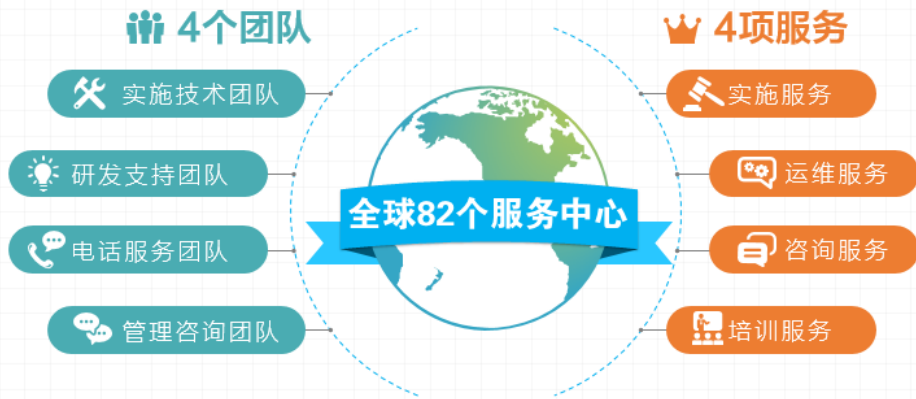 4个团队
实施技术团队
研发支持团队
电话服务团队
管理咨询团队
全球82个服务中心
4项服务
实施服务
运维服务
咨询服务
培训服务